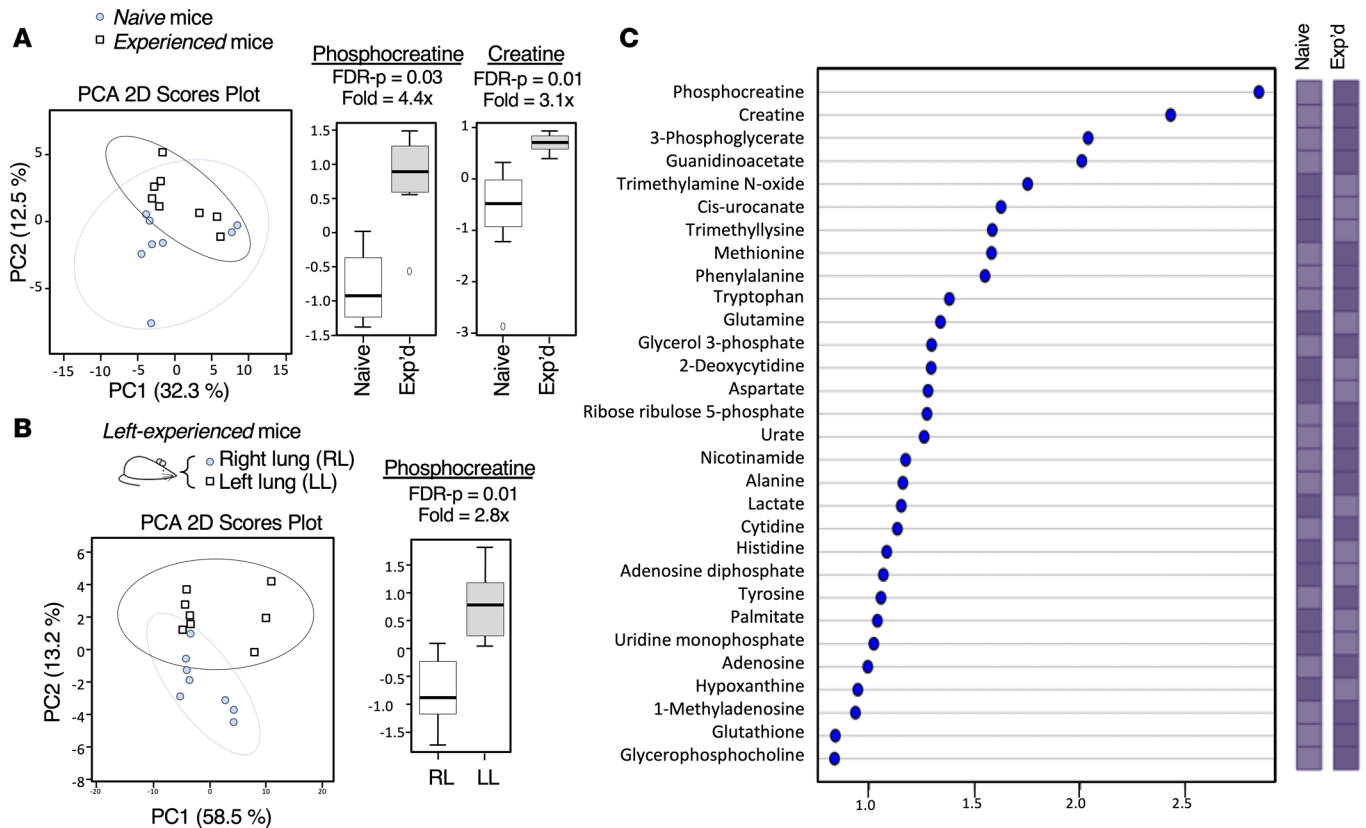 A
Naive mice
Experienced mice
PCA 2D Scores Plot
PC2 (12.5 %)
5
0
-5
-15
-10
-5
0
5
10
15
PC1 (32.3 %)
Phosphocreatine
FDR-p = 0.03
Fold = 4.4x
1.5
1.0
0.5
0
-0.5
-1.0
-1.5
Naive
Exp'd
Creatine
FDR-p = 0.01
Fold = 3.1x
1
0
-1
-2
-3
Naive
Exp'd
B
Left-experienced mice
Right lung (RL)
Left lung (LL)
PCA 2D Scores Plot
PC2 (13.2 %)
6
4
2
0
-2
-4
-6
-8
-20
-10
0
10
20
PC1 (58.5 %)
Phosphocreatine
FDR-p = 0.01
Fold = 2.8x
1.5
1.0
0.5
0
-0.5
-1.0
-1.5
RL
LL
C
Naive
Exp'd
Phosphocreatine
Creatine
3-Phosphoglycerate
Guanidinoacetate
Trimethylamine N-oxide
Cis-urocanate
Trimethyllysine
Methionine
Phenylalanine
Tryptophan
Glutamine
Glycerol 3-phosphate
2-Deoxycytidine
Aspartate
Ribose ribulose 5-phosphate
Urate
Nicotinamide
Alanine
Lactate
Cytidine
Histidine
Adenosine diphosphate
Tyrosine
Palmitate
Uridine monophosphate
Adenosine
Hypoxanthine
1-Methyladenosine
Glutathione
Glycerophosphocholine
1.0
1.5
2.0
2.5